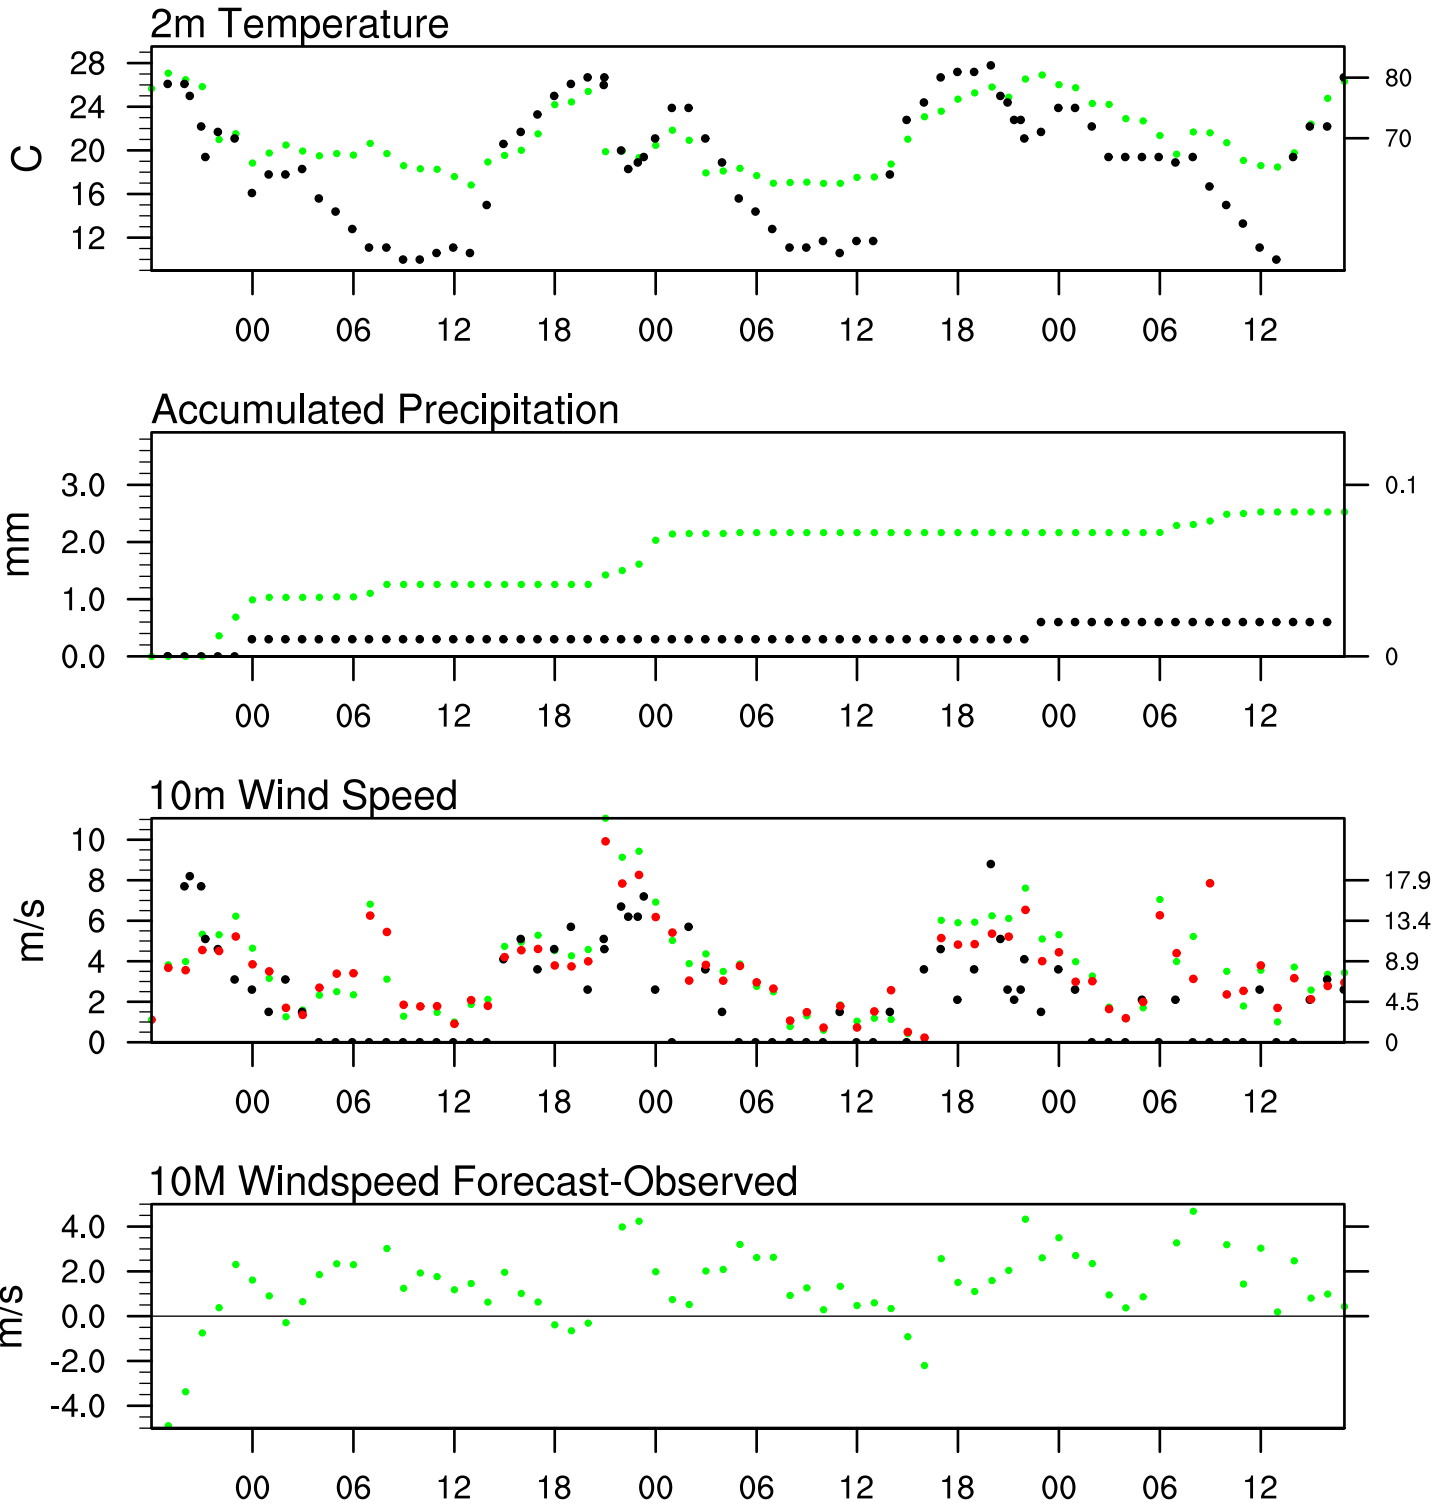 2m Temperature
28
24
20
16
12
C
80
70
00 06 12 18 00 06 12 18 00 06 12
Accumulated Precipitation
3.0
2.0
1.0
0.0
mm
0.1
0
00 06 12 18 00 06 12 18 00 06 12
10m Wind Speed
10
8
6
4
2
0
m/s
17.9
13.4
8.9
4.5
0
00 06 12 18 00 06 12 18 00 06 12
10M Windspeed Forecast-Observed
4.0
2.0
0.0
-2.0
-4.0
m/s
00 06 12 18 00 06 12 18 00 06 12